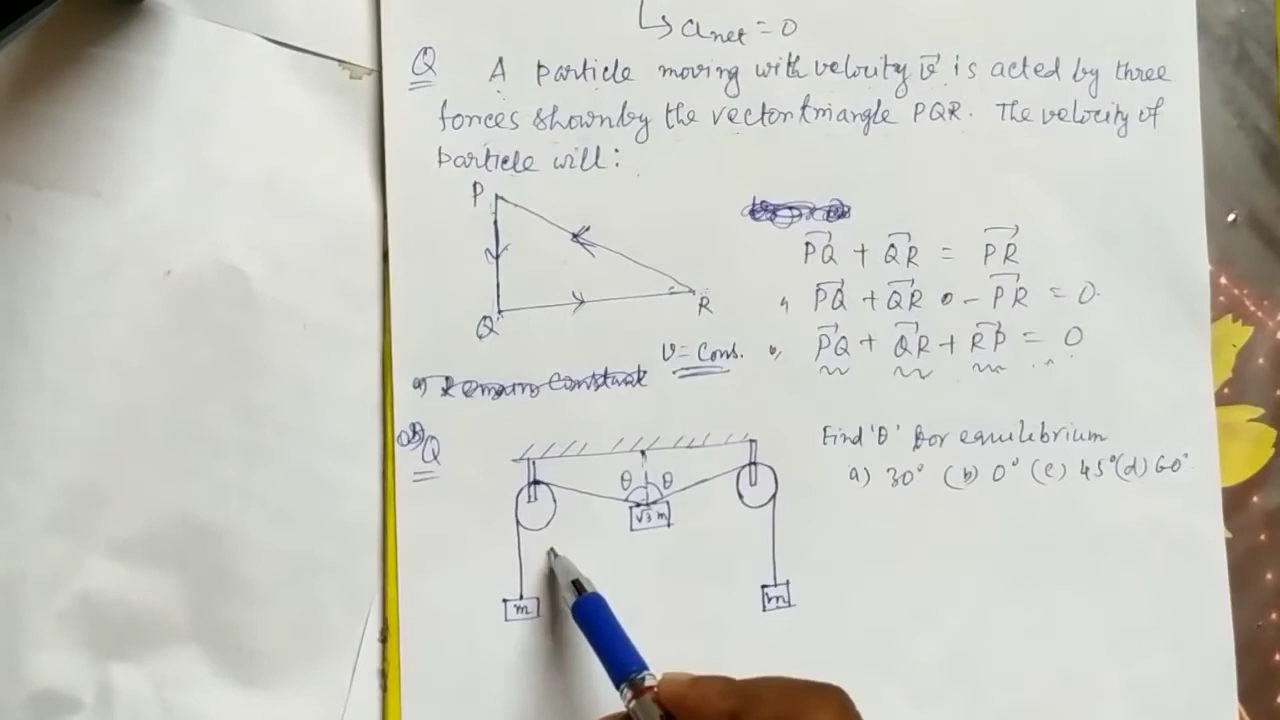 ↳ a_net = 0
Q A particle moving with velocity v⃗ is acted by three
forces shown by the vector triangle PQR. The velocity of
particle will:
P
Q
R
PQ⃗ + QR⃗ = PR⃗
PQ⃗ + QR⃗ - PR⃗ = 0
v = Cons.
PQ⃗ + QR⃗ + RP⃗ = 0
a) Remain Constant
Q
Find 'θ' for equilibrium
a) 30° (b) 0° (c) 45° (d) 60°
θ θ
√3 m
m
m